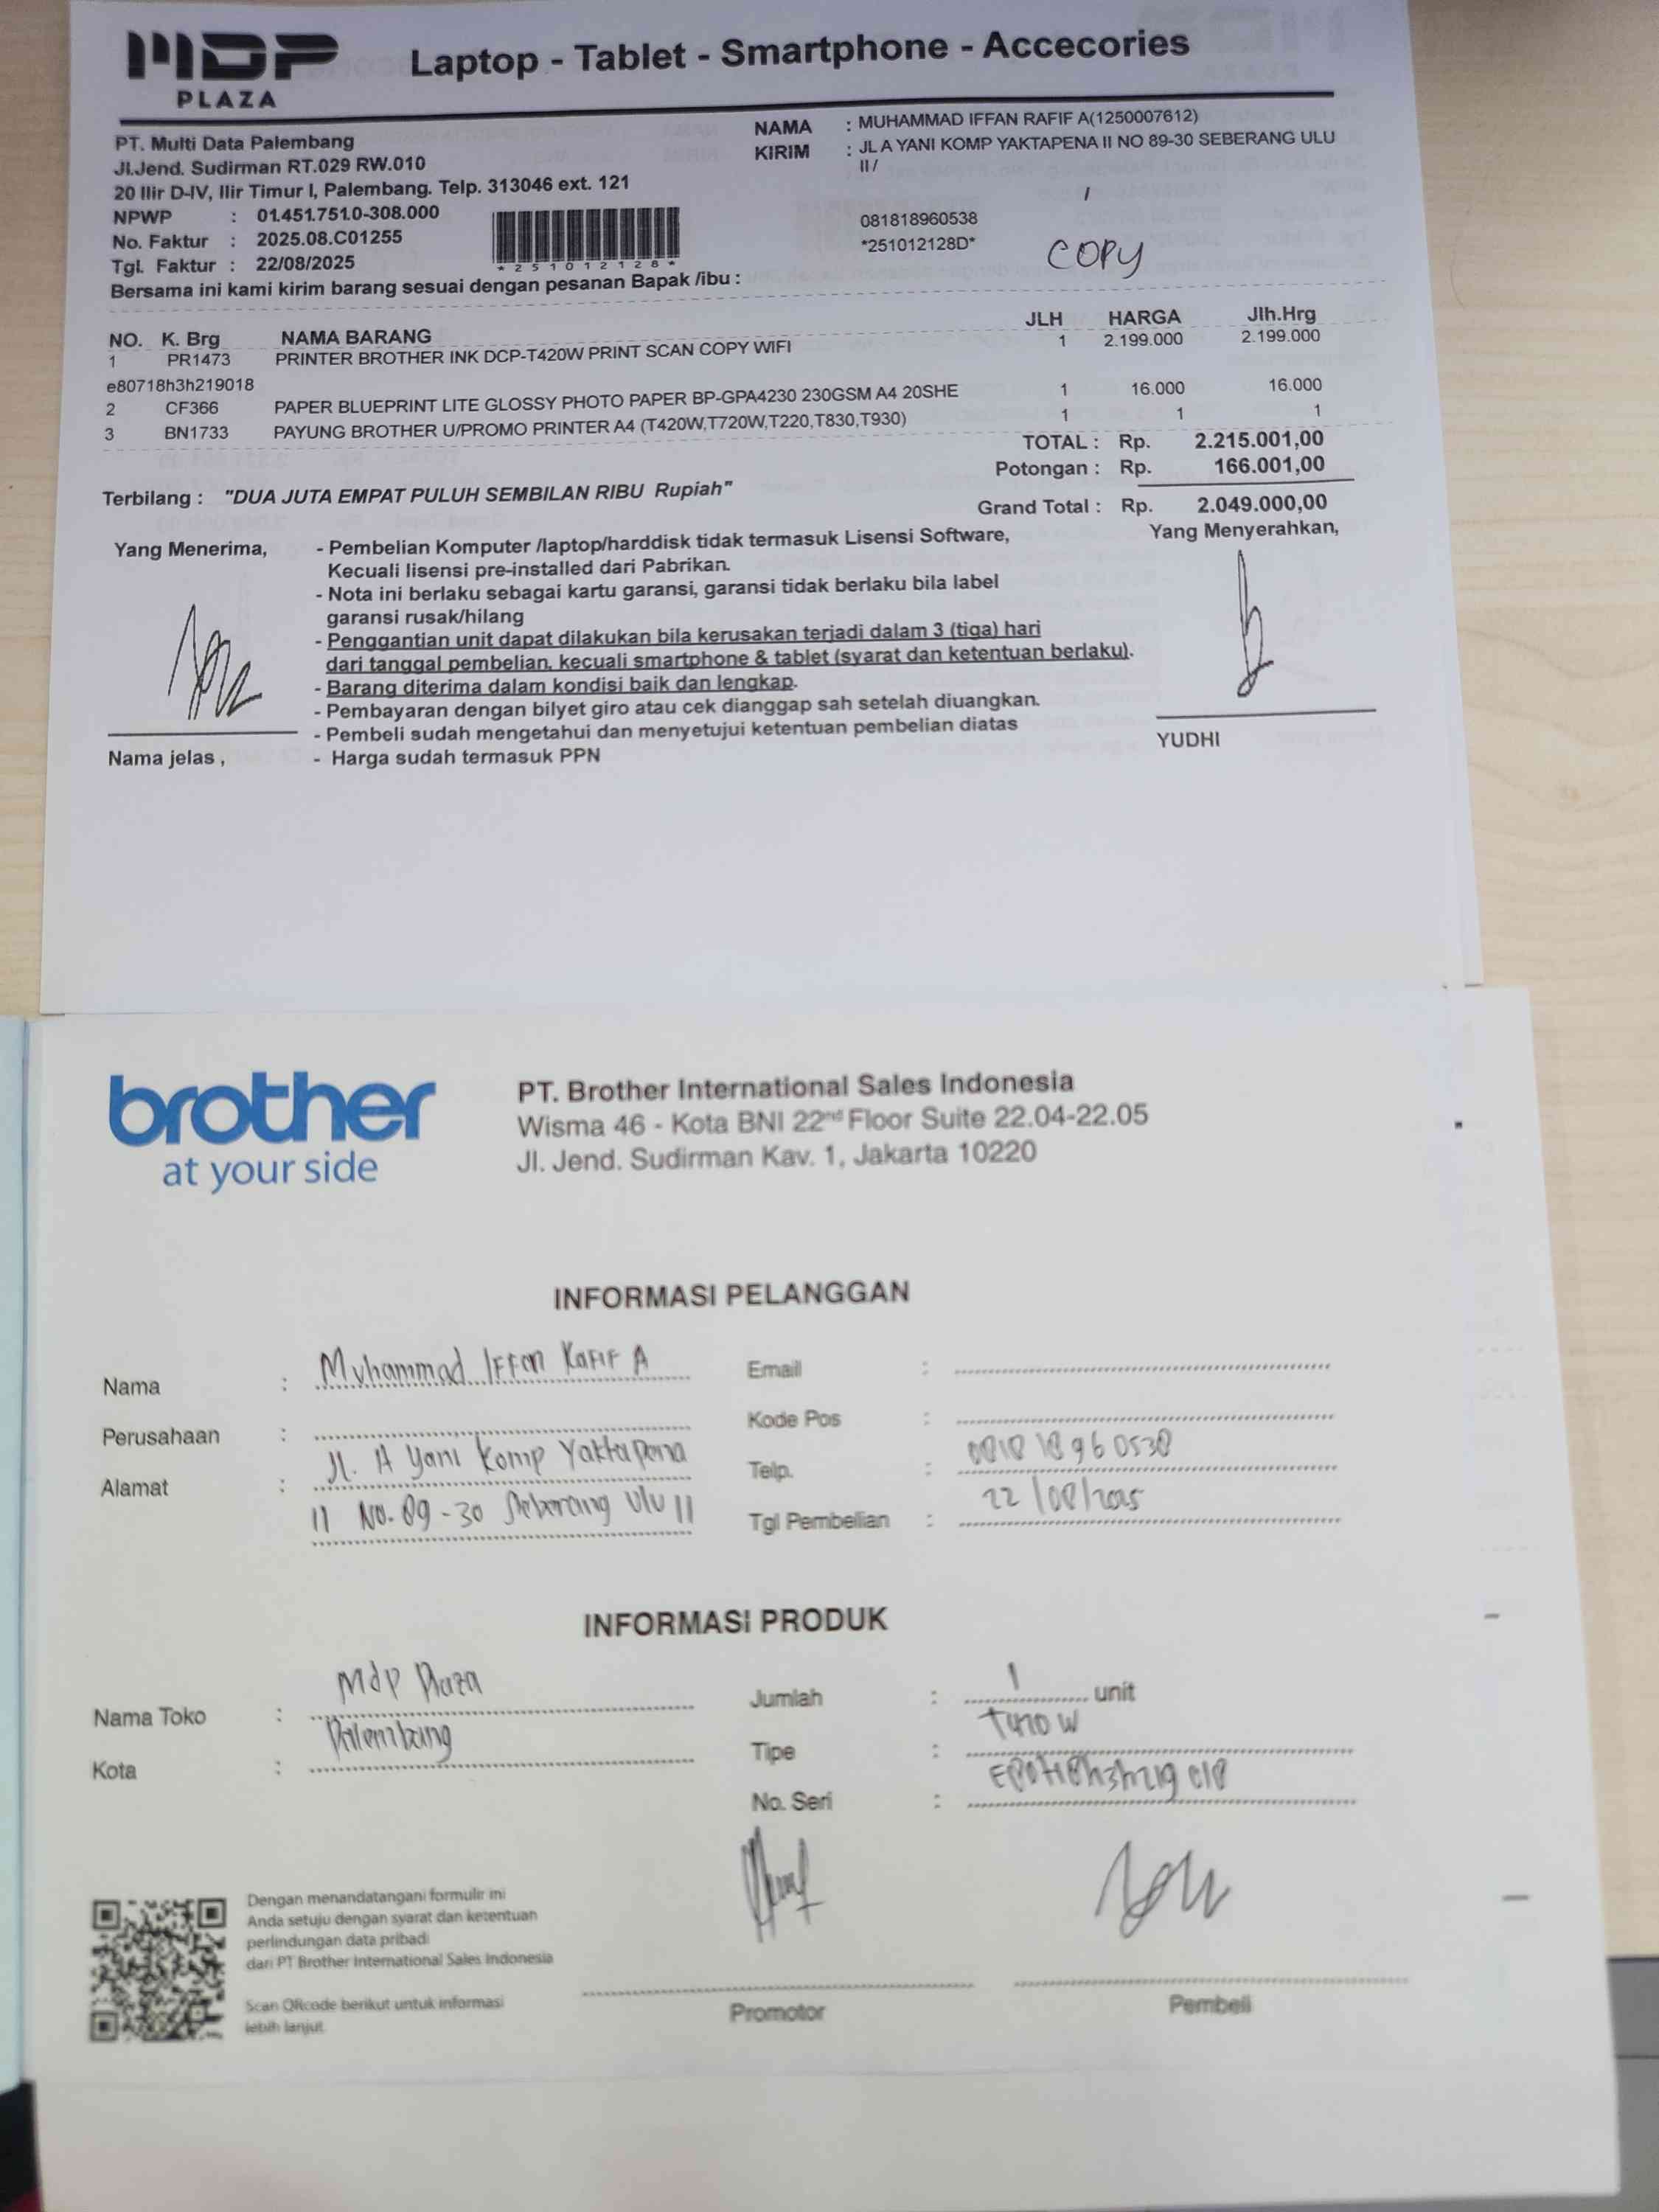 MDP
PLAZA
Laptop - Tablet - Smartphone - Accecories
PT. Multi Data Palembang
Jl.Jend. Sudirman RT.029 RW.010
20 Ilir D-IV, Ilir Timur I, Palembang. Telp. 313046 ext. 121
NPWP : 01.451.751.0-308.000
No. Faktur : 2025.08.C01255
Tgl. Faktur : 22/08/2025
*251012128*
NAMA : MUHAMMAD IFFAN RAFIF A(1250007612)
KIRIM : JL A YANI KOMP YAKTAPENA II NO 89-30 SEBERANG ULU
II /
081818960538
*251012128D*
COPY
Bersama ini kami kirim barang sesuai dengan pesanan Bapak /ibu :
NO. K. Brg NAMA BARANG JLH HARGA Jlh.Hrg
1 PR1473 PRINTER BROTHER INK DCP-T420W PRINT SCAN COPY WIFI 1 2.199.000 2.199.000
e80718h3h219018
2 CF366 PAPER BLUEPRINT LITE GLOSSY PHOTO PAPER BP-GPA4230 230GSM A4 20SHE 1 16.000 16.000
3 BN1733 PAYUNG BROTHER U/PROMO PRINTER A4 (T420W,T720W,T220,T830,T930) 1 1 1
TOTAL : Rp. 2.215.001,00
Potongan : Rp. 166.001,00
Terbilang : "DUA JUTA EMPAT PULUH SEMBILAN RIBU Rupiah"
Grand Total : Rp. 2.049.000,00
Yang Menerima,
- Pembelian Komputer /laptop/harddisk tidak termasuk Lisensi Software,
Kecuali lisensi pre-installed dari Pabrikan.
- Nota ini berlaku sebagai kartu garansi, garansi tidak berlaku bila label
garansi rusak/hilang
- Penggantian unit dapat dilakukan bila kerusakan terjadi dalam 3 (tiga) hari
dari tanggal pembelian, kecuali smartphone & tablet (syarat dan ketentuan berlaku).
- Barang diterima dalam kondisi baik dan lengkap.
- Pembayaran dengan bilyet giro atau cek dianggap sah setelah diuangkan.
- Pembeli sudah mengetahui dan menyetujui ketentuan pembelian diatas
- Harga sudah termasuk PPN
Nama jelas ,
Yang Menyerahkan,
YUDHI
brother
at your side
PT. Brother International Sales Indonesia
Wisma 46 - Kota BNI 22nd Floor Suite 22.04-22.05
Jl. Jend. Sudirman Kav. 1, Jakarta 10220
INFORMASI PELANGGAN
Nama : Muhammad Iffan Rafif A
Perusahaan :
Alamat : Jl. A Yani Komp Yaktapena
II No. 89-30 Seberang Ulu II
Email :
Kode Pos :
Telp. : 081818960538
Tgl Pembelian : 22/08/2025
INFORMASI PRODUK
Nama Toko : Mdp Plaza
Kota : Palembang
Jumlah : 1 unit
Tipe : T420W
No. Seri :
Dengan menandatangani formulir ini
Anda setuju dengan syarat dan ketentuan
perlindungan data pribadi
dari PT Brother International Sales Indonesia
Scan QRcode berikut untuk informasi
lebih lanjut.
Promotor
Pembeli